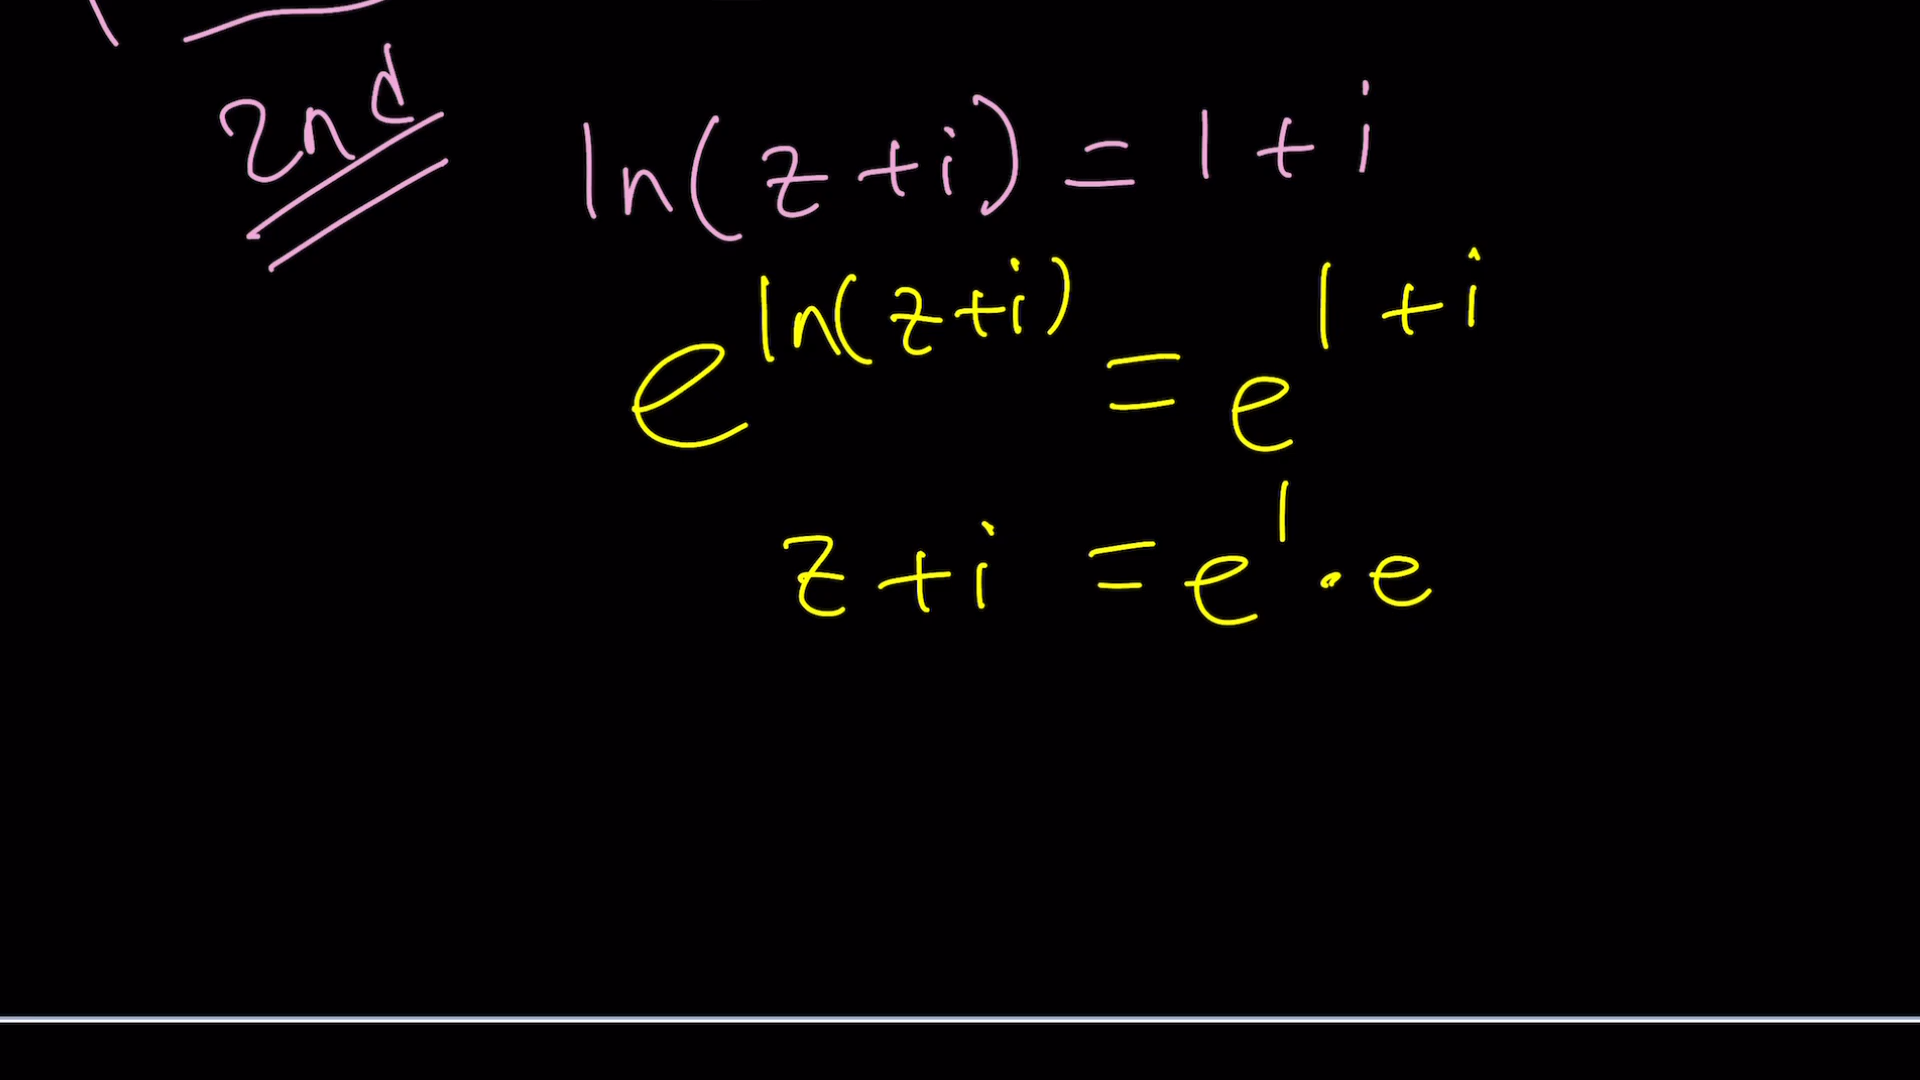 2nd
ln(z+i) = 1+i
e^{ln(z+i)} = e^{1+i}
z+i = e^1 · e